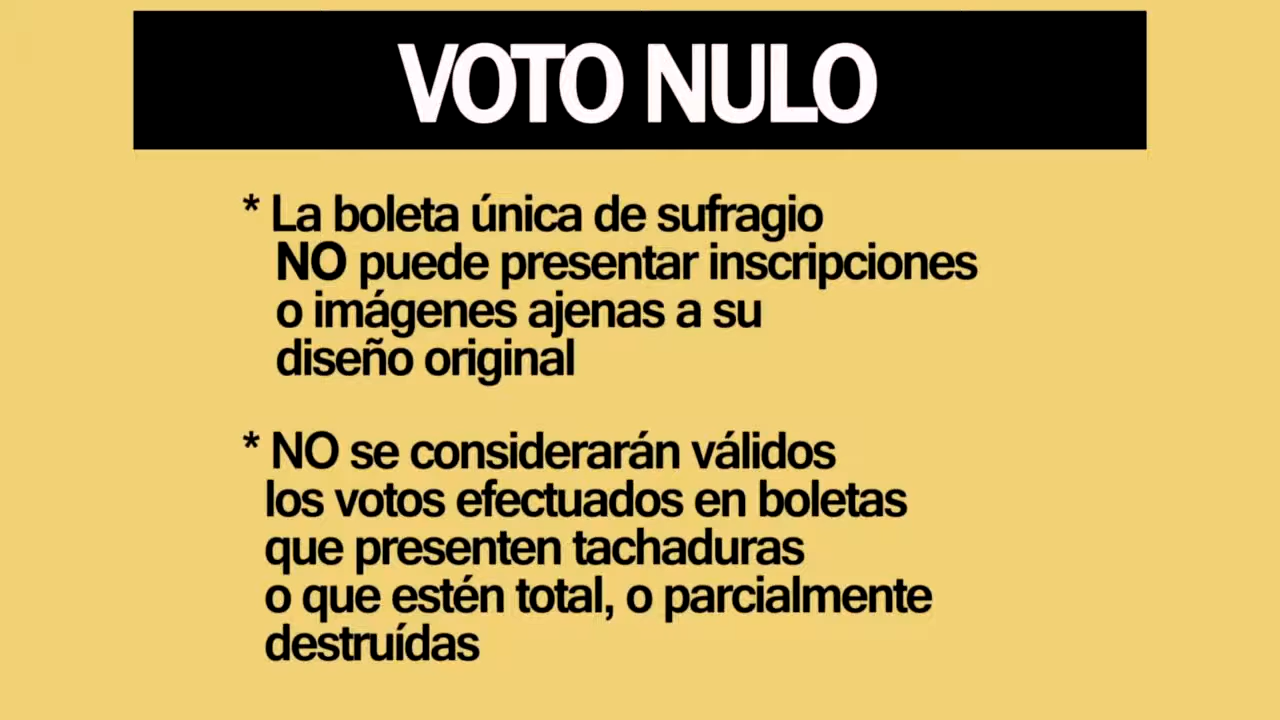 VOTO NULO
* La boleta única de sufragio
NO puede presentar inscripciones
o imágenes ajenas a su
diseño original
* NO se considerarán válidos
los votos efectuados en boletas
que presenten tachaduras
o que estén total, o parcialmente
destruídas